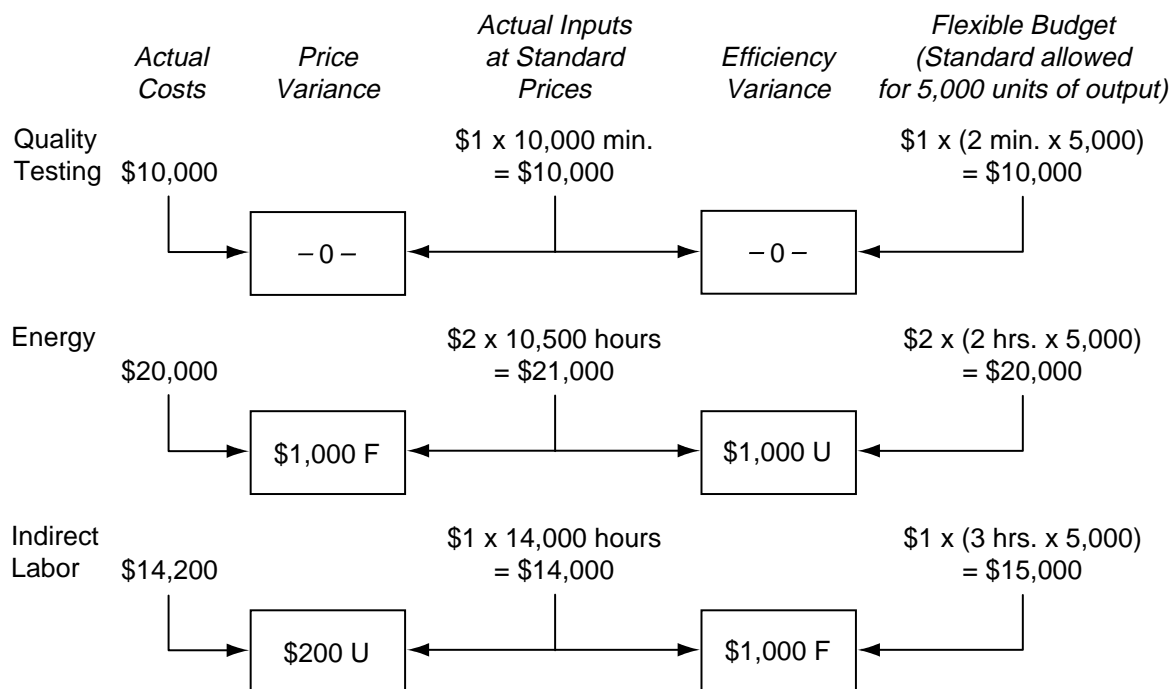 Actual Costs
Price Variance
Actual Inputs at Standard Prices
Efficiency Variance
Flexible Budget (Standard allowed for 5,000 units of output)
Quality Testing
$10,000
$1 x 10,000 min. = $10,000
$1 x (2 min. x 5,000) = $10,000
– 0 –
– 0 –
Energy
$20,000
$2 x 10,500 hours = $21,000
$2 x (2 hrs. x 5,000) = $20,000
$1,000 F
$1,000 U
Indirect Labor
$14,200
$1 x 14,000 hours = $14,000
$1 x (3 hrs. x 5,000) = $15,000
$200 U
$1,000 F